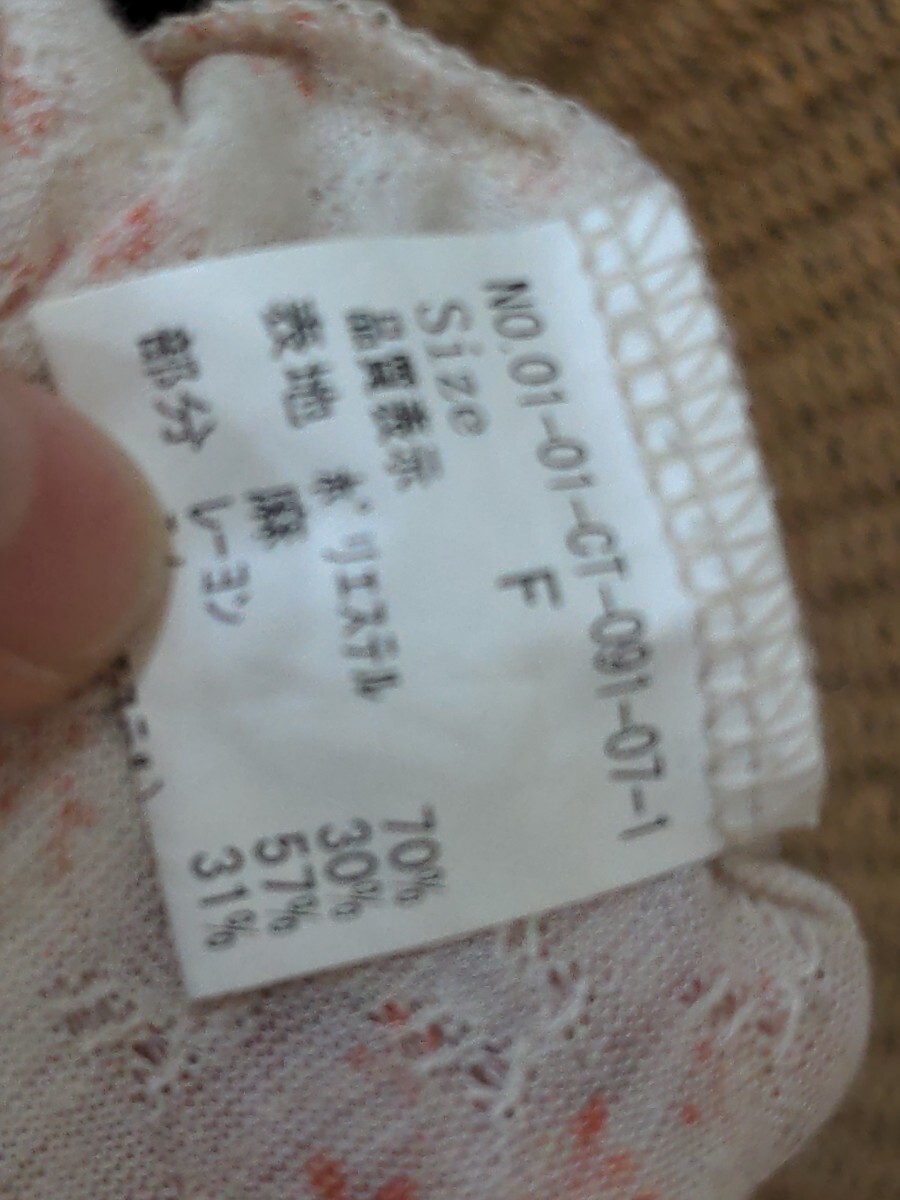 NO.01-01-CT-091-07-1
Size F
品質表示
表地 ポリエステル 70%
麻 30%
部分 レーヨン 57%
31%